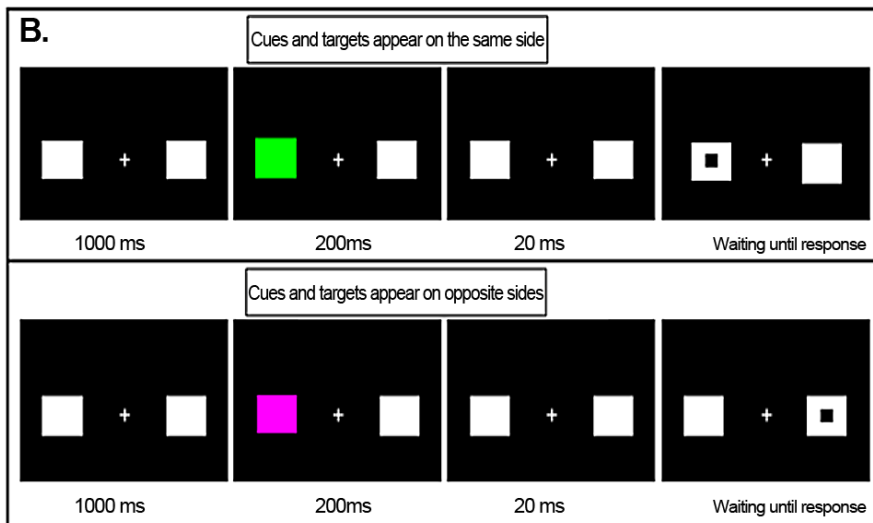 B.
Cues and targets appear on the same side
1000 ms 200ms 20 ms Waiting until response
Cues and targets appear on opposite sides
1000 ms 200ms 20 ms Waiting until response